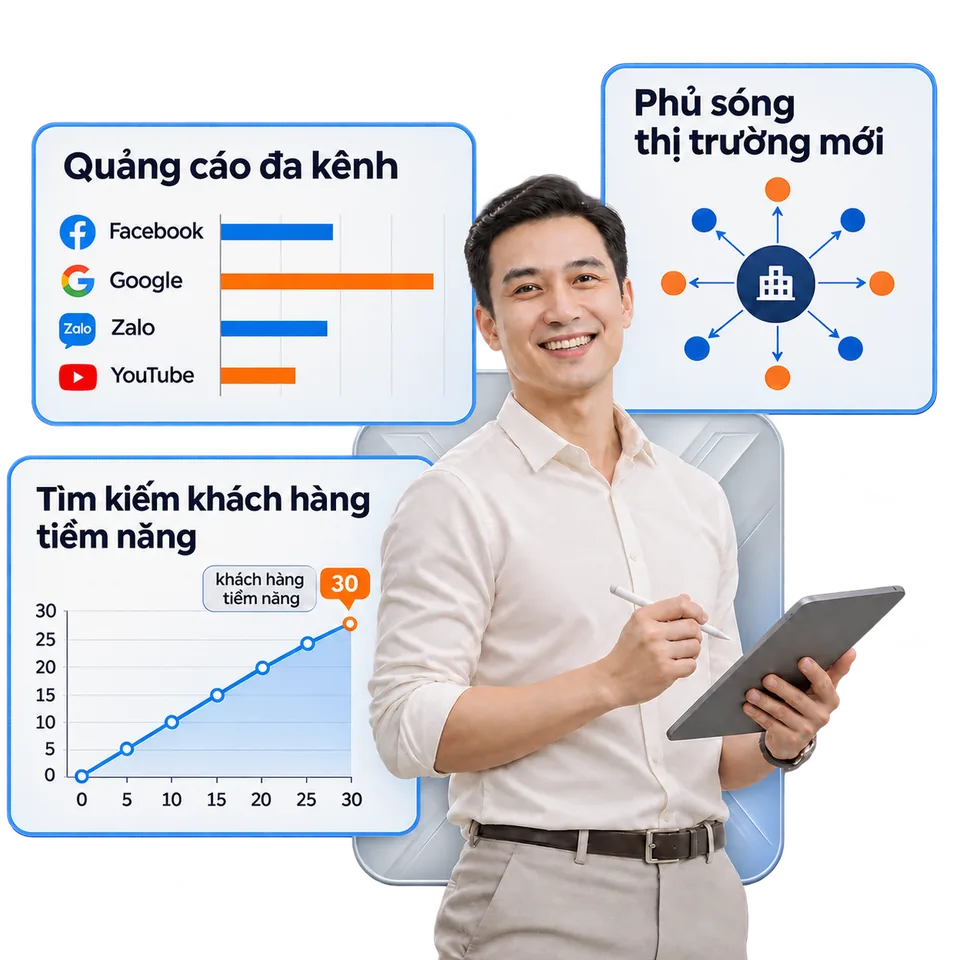 Quảng cáo đa kênh
Facebook
Google
Zalo
Zalo
YouTube
Phủ sóng
thị trường mới
Tìm kiếm khách hàng
tiềm năng
khách hàng
tiềm năng
30
30
25
20
15
10
5
0
0 5 10 15 20 25 30